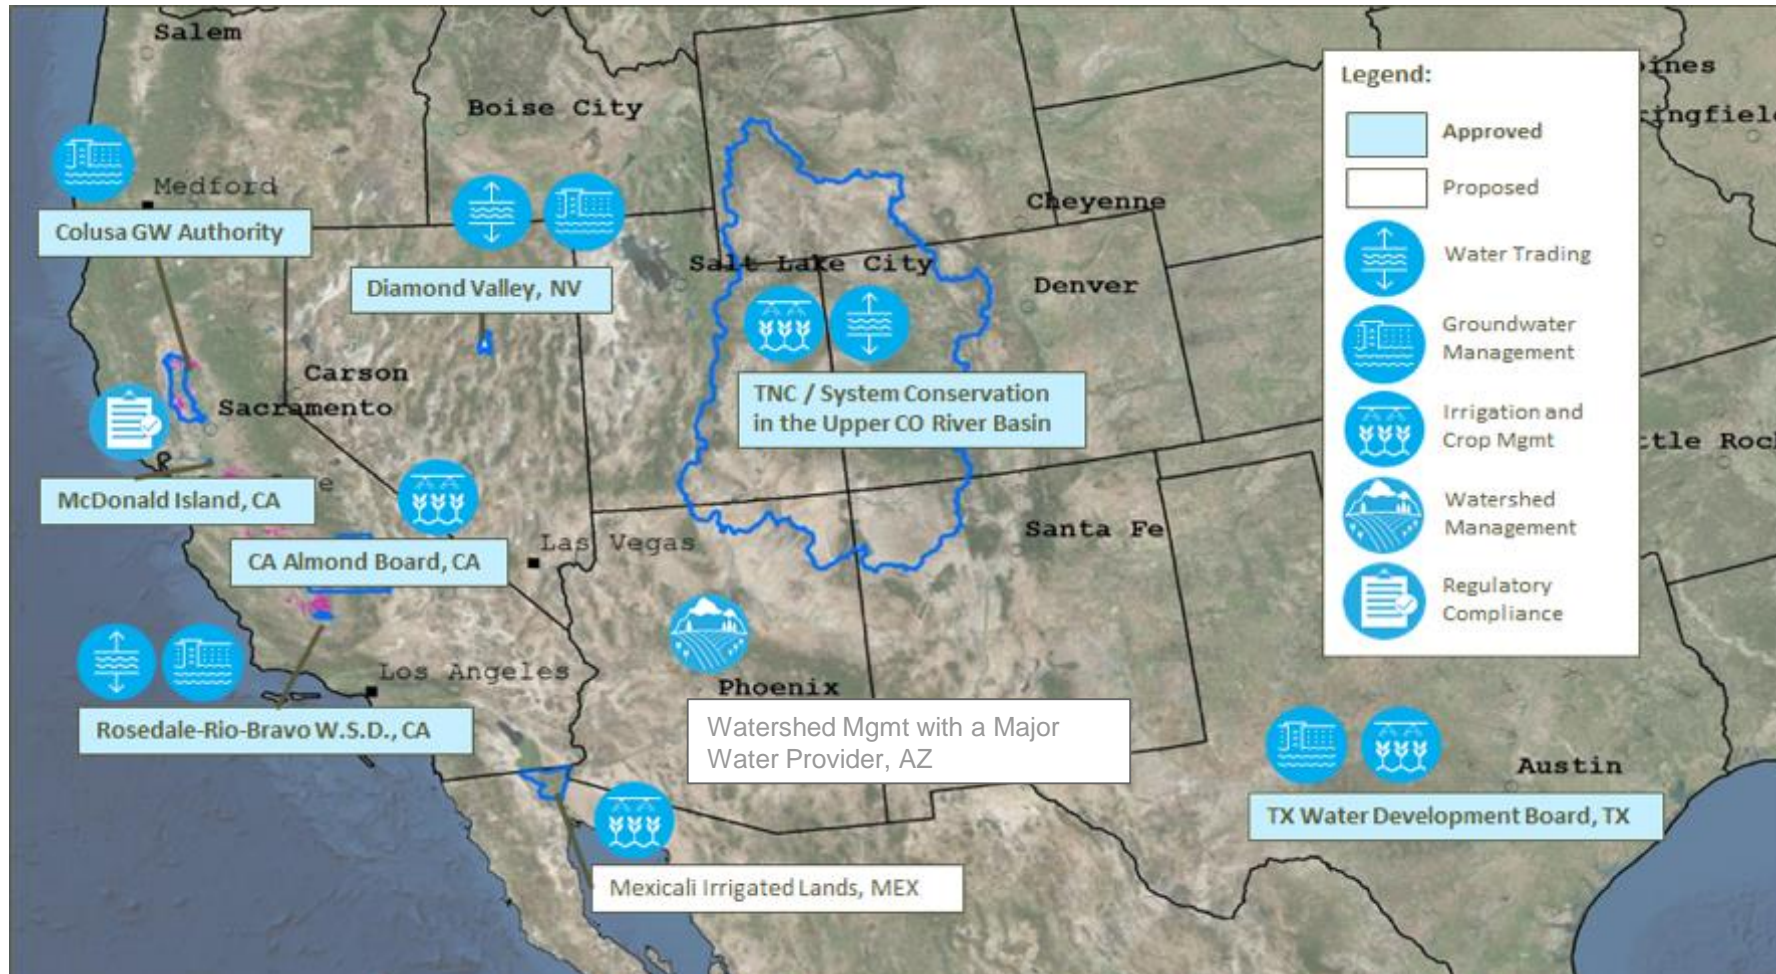 Salem
Boise City
Medford
Colusa GW Authority
Diamond Valley, NV
Cheyenne
Salt Lake City
Denver
Carson
Sacramento
TNC / System Conservation
in the Upper CO River Basin
McDonald Island, CA
CA Almond Board, CA
Las Vegas
Santa Fe
Los Angeles
Rosedale-Rio-Bravo W.S.D., CA
Phoenix
Watershed Mgmt with a Major
Water Provider, AZ
Mexicali Irrigated Lands, MEX
Austin
TX Water Development Board, TX
Legend:
Approved
Proposed
Water Trading
Groundwater
Management
Irrigation and
Crop Mgmt
Watershed
Management
Regulatory
Compliance